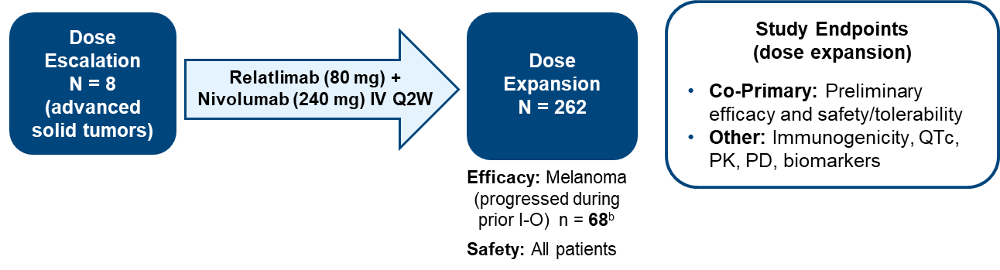 Dose
Escalation
N = 8
(advanced
solid tumors)
Relatlimab (80 mg) +
Nivolumab (240 mg) IV Q2W
Dose
Expansion
N = 262
Efficacy: Melanoma
(progressed during
prior I-O) n = 68ᵇ
Safety: All patients
Study Endpoints
(dose expansion)
• Co-Primary: Preliminary
efficacy and safety/tolerability
• Other: Immunogenicity, QTc,
PK, PD, biomarkers